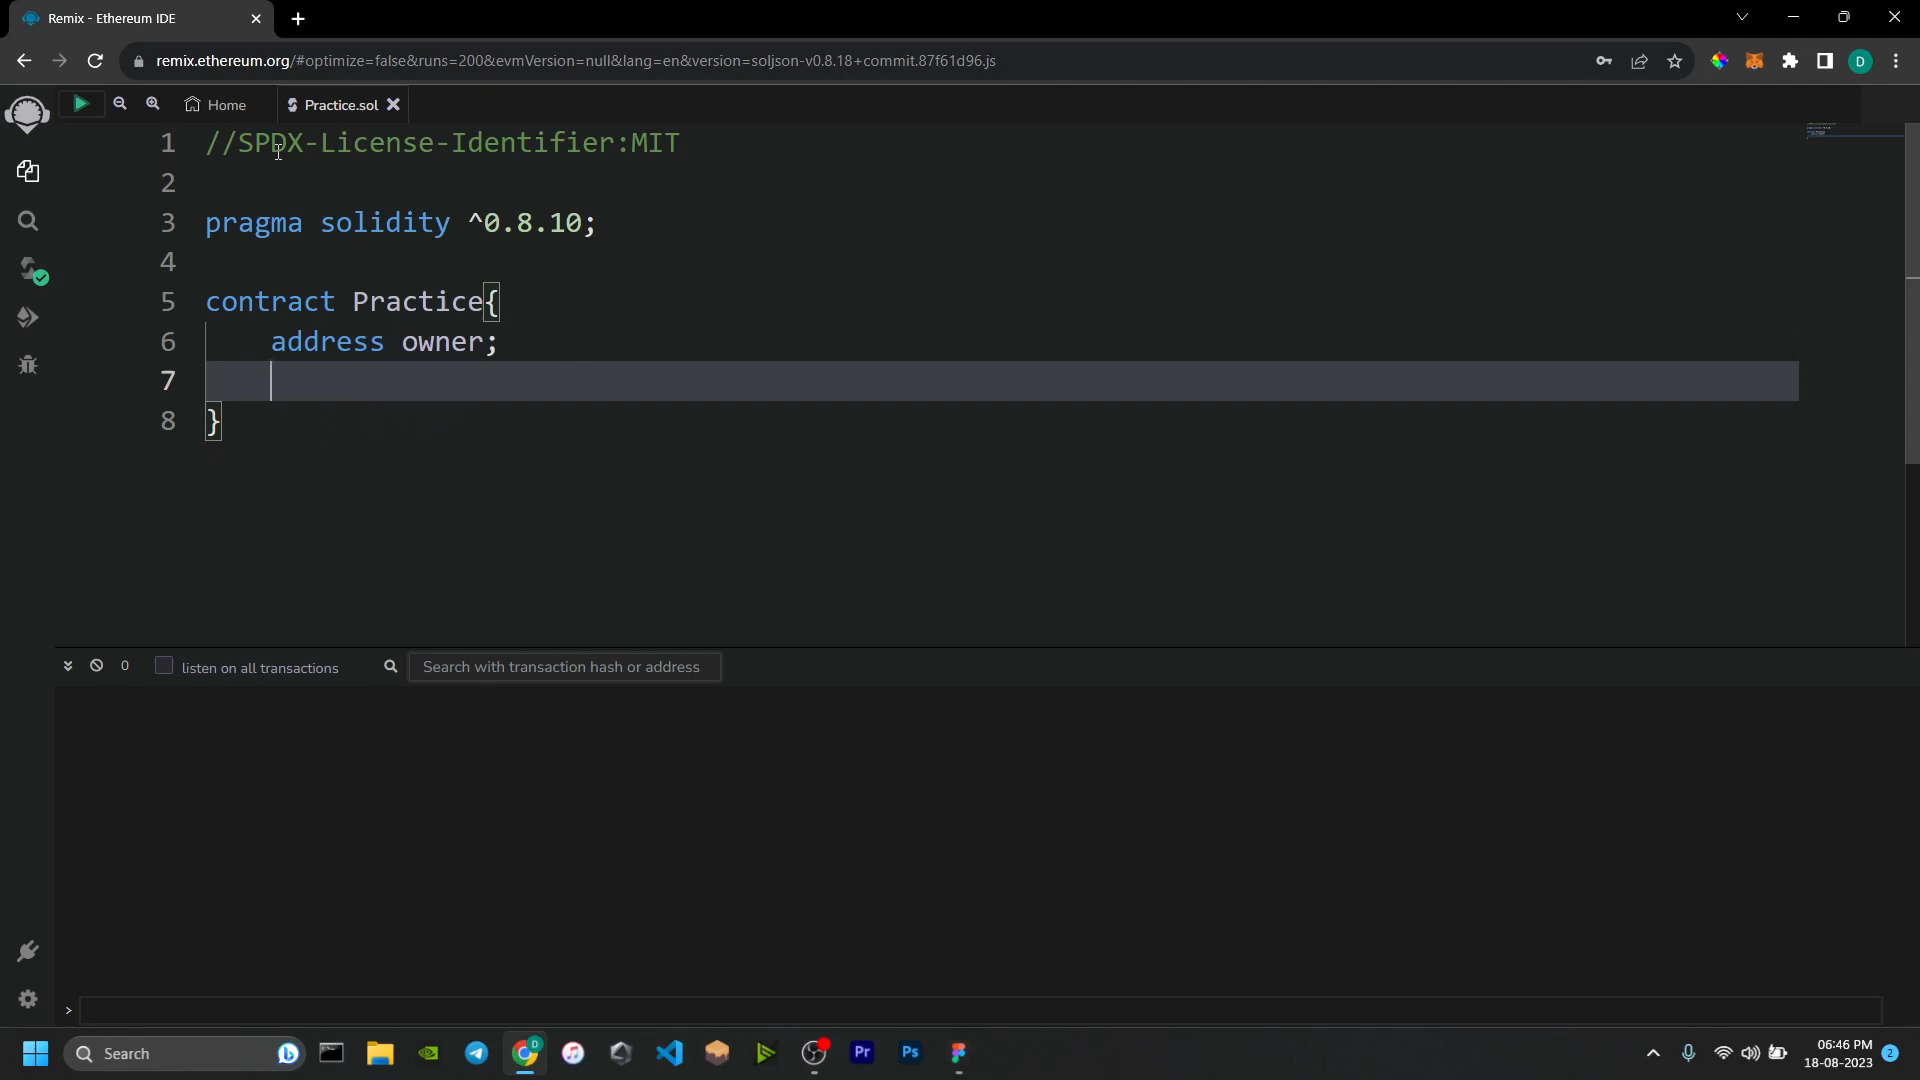 Remix - Ethereum IDE
remix.ethereum.org/#optimize=false&runs=200&evmVersion=null&lang=en&version=soljson-v0.8.18+commit.87f61d96.js
D
Home
Practice.sol
1 //SPDX-License-Identifier:MIT
2
3 pragma solidity ^0.8.10;
4
5 contract Practice{
6 address owner;
7
8 }
0
listen on all transactions
Search with transaction hash or address
>
Search
D
Pr
Ps
06:46 PM
18-08-2023
2